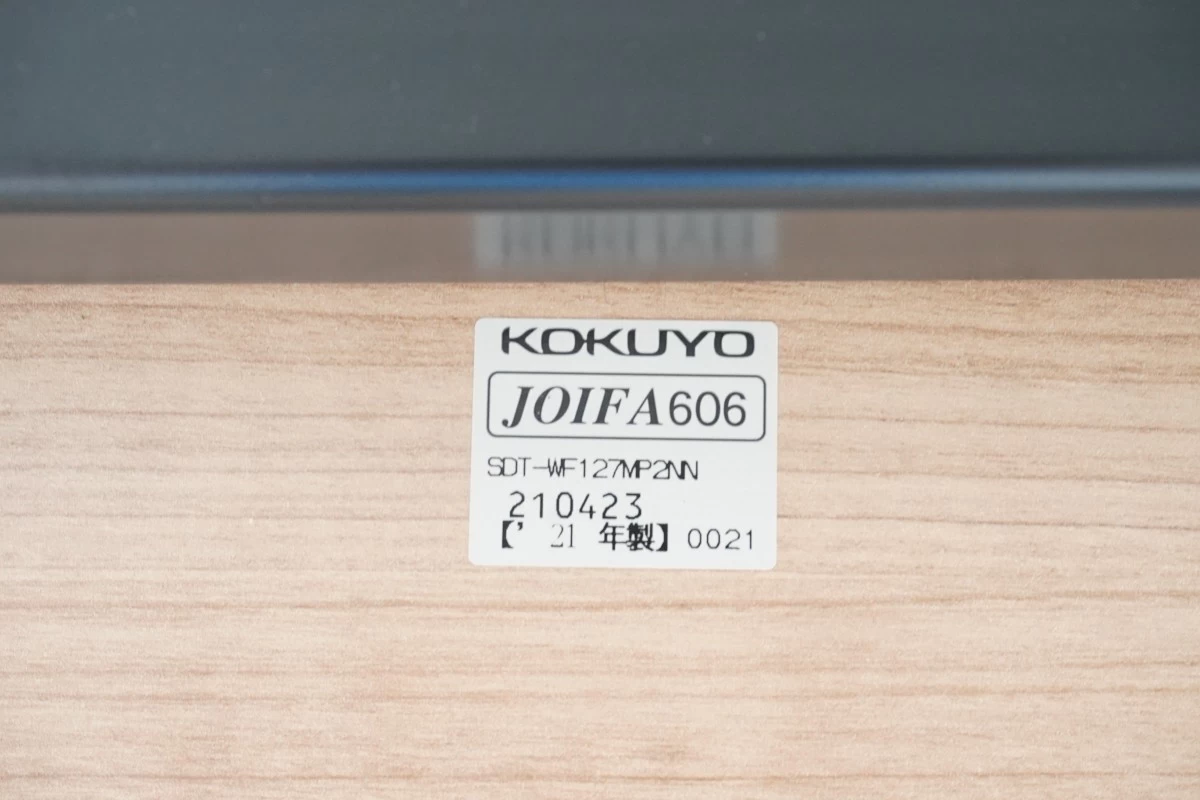 KOKUYO
JOIFA606
SDT-WF127MP2NN
210423
【’21 年製】0021